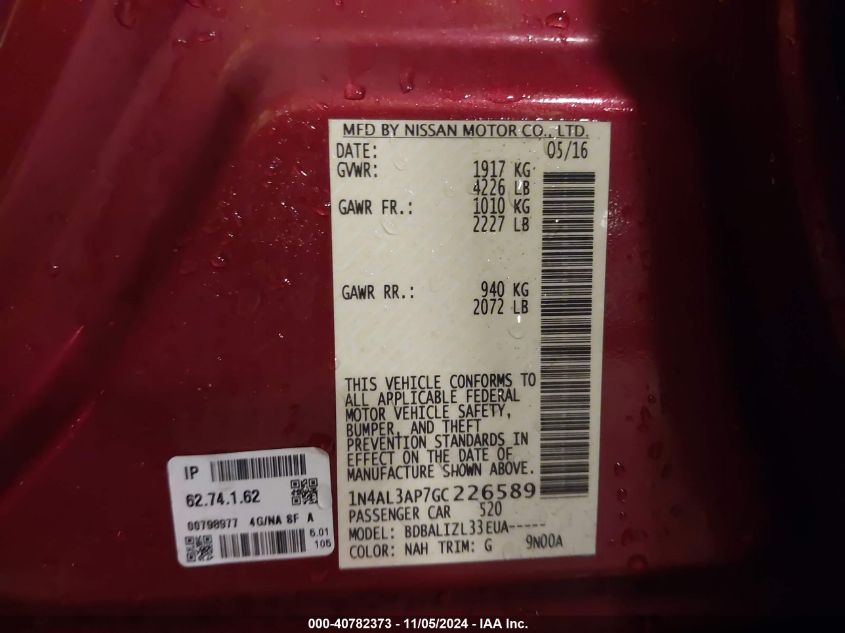 MFD BY NISSAN MOTOR CO., LTD.
DATE: 05/16
GVWR: 1917 KG
4226 LB
GAWR FR.: 1010 KG
2227 LB
GAWR RR.: 940 KG
2072 LB
THIS VEHICLE CONFORMS TO
ALL APPLICABLE FEDERAL
MOTOR VEHICLE SAFETY,
BUMPER, AND THEFT
PREVENTION STANDARDS IN
EFFECT ON THE DATE OF
MANUFACTURE SHOWN ABOVE.
1N4AL3AP7GC226589
PASSENGER CAR 520
MODEL: BDBALIZL33EUA-----
COLOR: NAH TRIM: G 9N00A
IP
62.74.1.62
00798977 4G/NA SF A
6.01
105
000-40782373 - 11/05/2024 - IAA Inc.